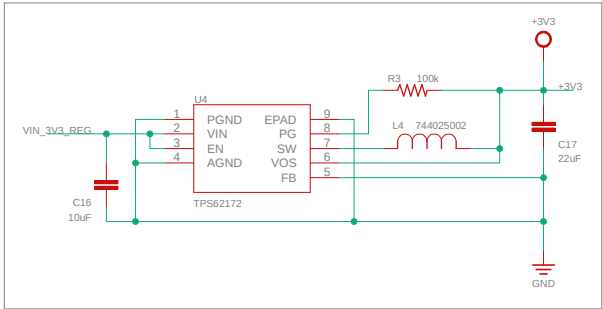 +3V3
R3 100k
+3V3
U4
1 PGND EPAD 9
VIN_3V3_REG 2 VIN PG 8
L4 744025002
3 EN SW 7
4 AGND VOS 6
FB 5
C17
22uF
TPS62172
C16
10uF
GND